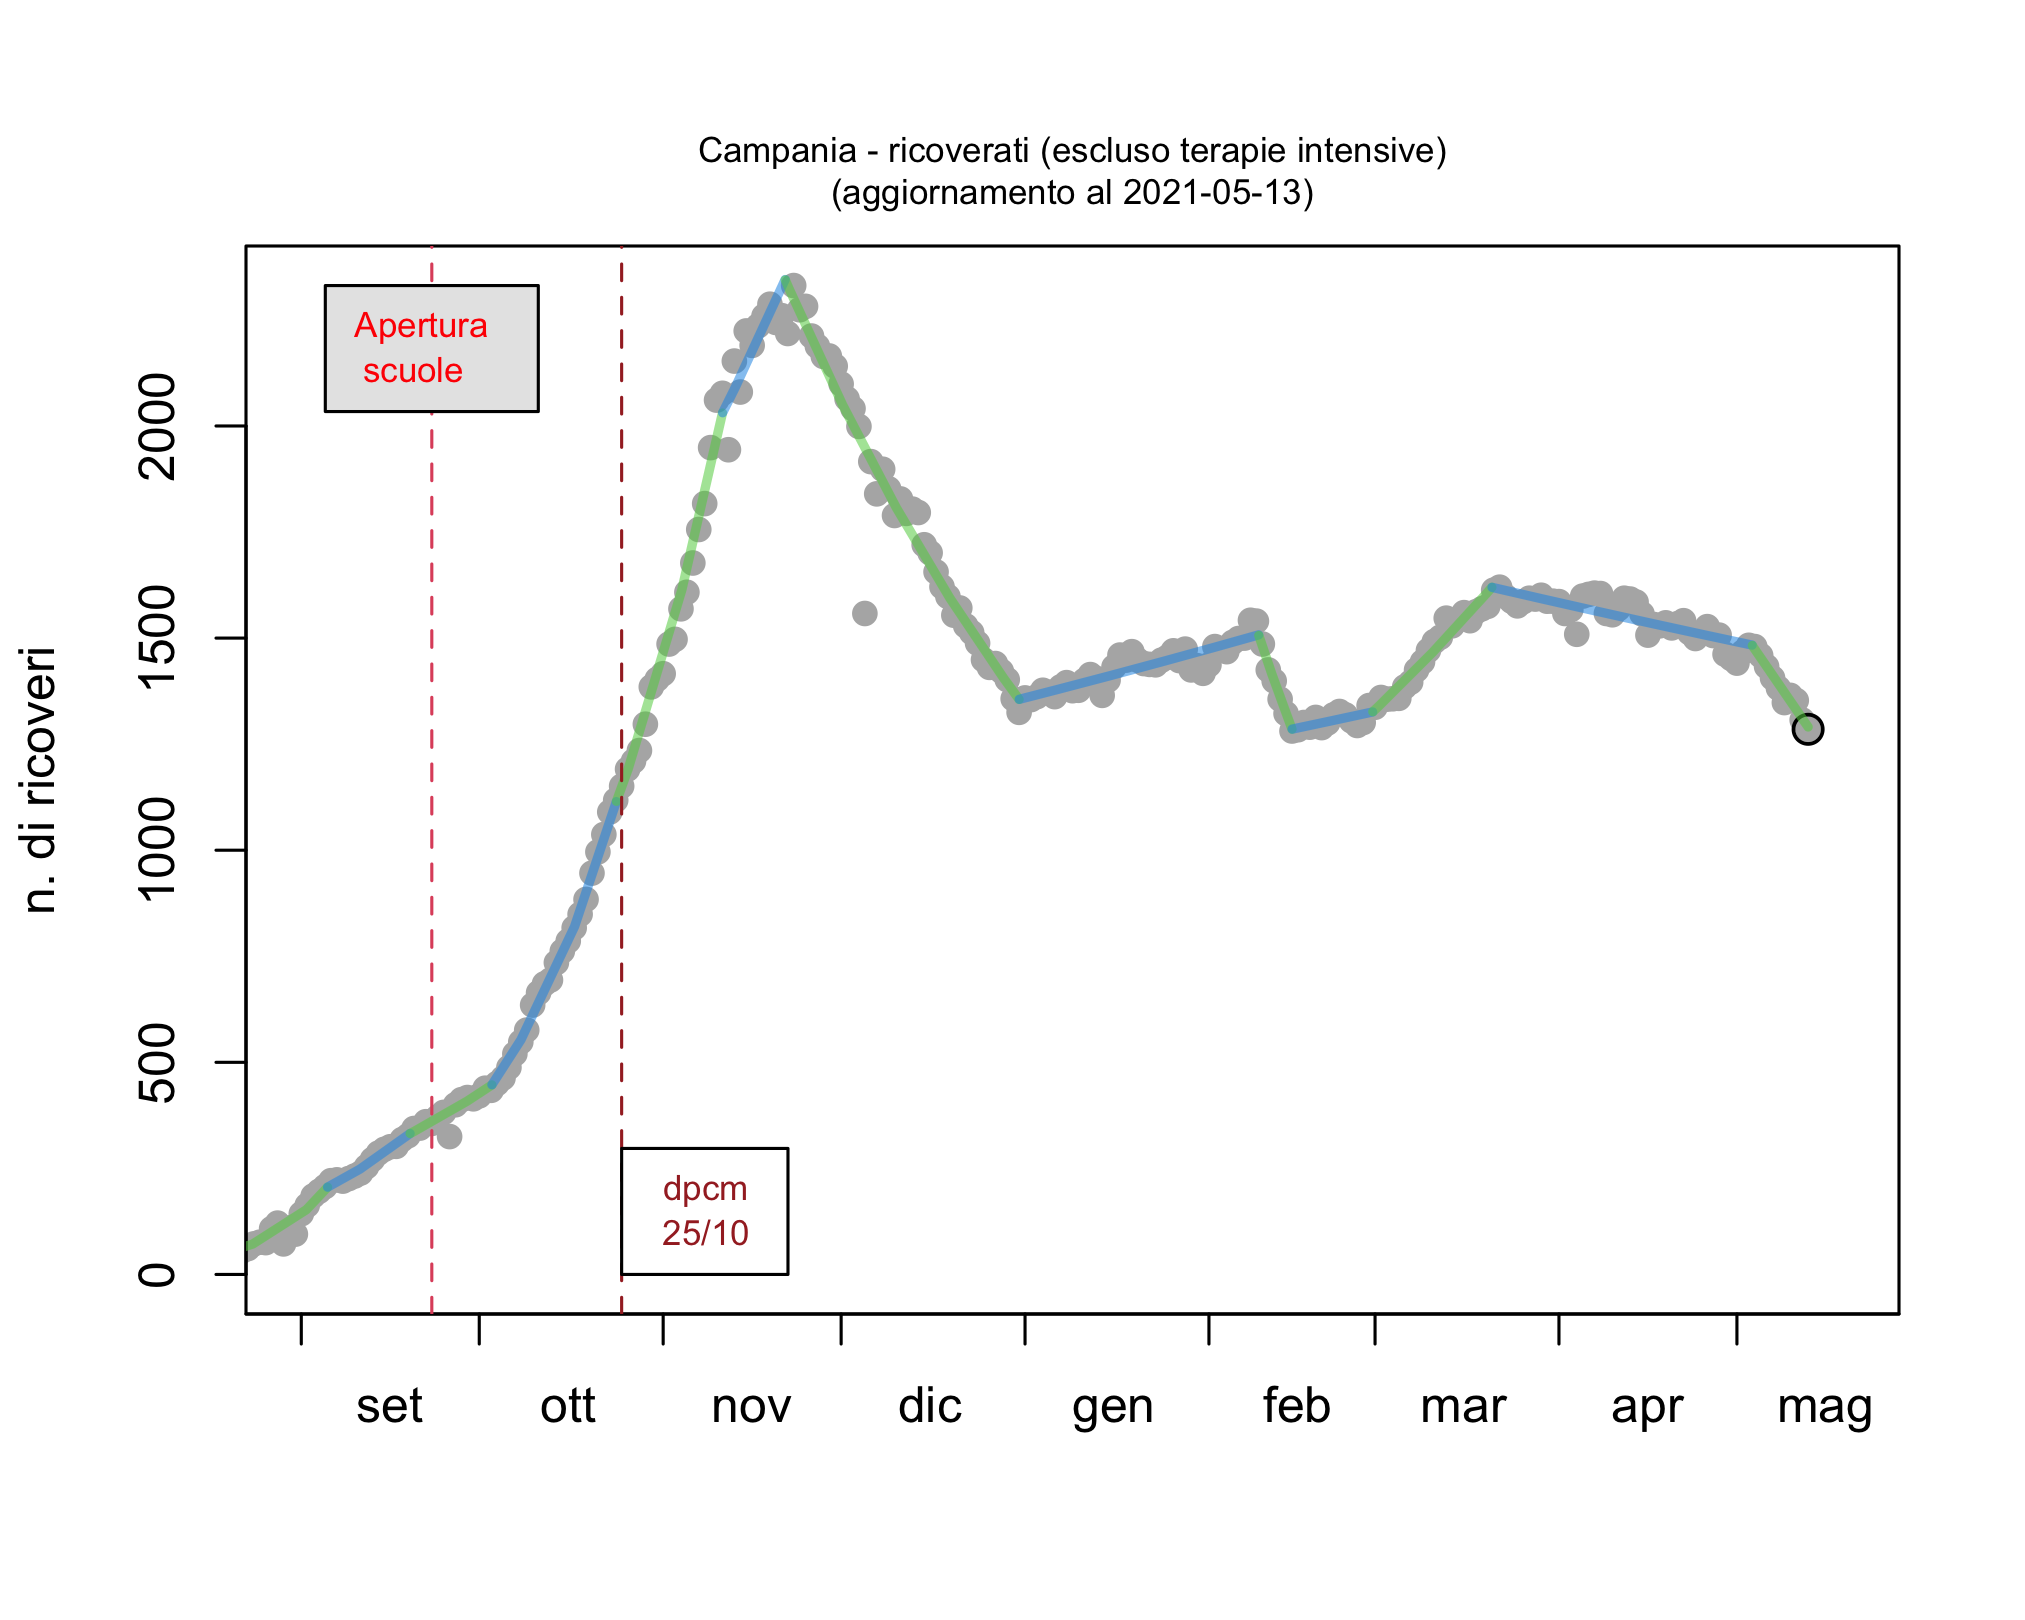 Campania - ricoverati (escluso terapie intensive)
(aggiornamento al 2021-05-13)
Apertura
scuole
dpcm
25/10
n. di ricoveri
2000
1500
1000
500
0
set ott nov dic gen feb mar apr mag